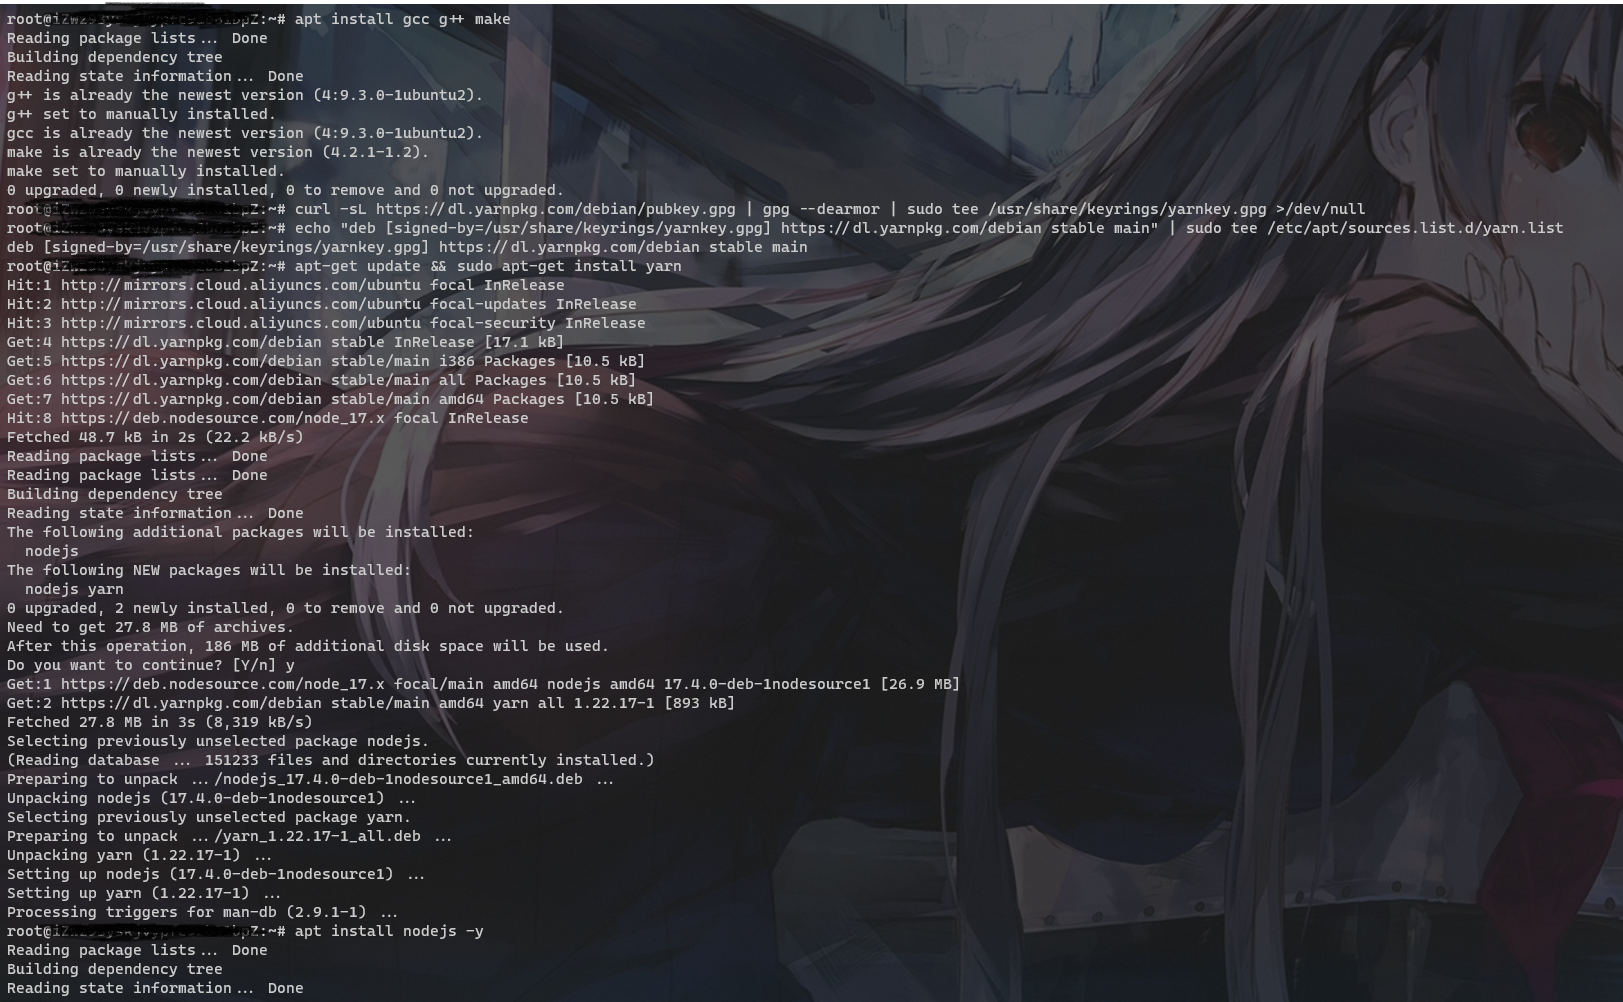 root@ :~# apt install gcc g++ make
Reading package lists... Done
Building dependency tree
Reading state information... Done
g++ is already the newest version (4:9.3.0-1ubuntu2).
g++ set to manually installed.
gcc is already the newest version (4:9.3.0-1ubuntu2).
make is already the newest version (4.2.1-1.2).
make set to manually installed.
0 upgraded, 0 newly installed, 0 to remove and 0 not upgraded.
root@ :~# curl -sL https://dl.yarnpkg.com/debian/pubkey.gpg | gpg --dearmor | sudo tee /usr/share/keyrings/yarnkey.gpg >/dev/null
root@ :~# echo "deb [signed-by=/usr/share/keyrings/yarnkey.gpg] https://dl.yarnpkg.com/debian stable main" | sudo tee /etc/apt/sources.list.d/yarn.list
deb [signed-by=/usr/share/keyrings/yarnkey.gpg] https://dl.yarnpkg.com/debian stable main
root@ :~# apt-get update && sudo apt-get install yarn
Hit:1 http://mirrors.cloud.aliyuncs.com/ubuntu focal InRelease
Hit:2 http://mirrors.cloud.aliyuncs.com/ubuntu focal-updates InRelease
Hit:3 http://mirrors.cloud.aliyuncs.com/ubuntu focal-security InRelease
Get:4 https://dl.yarnpkg.com/debian stable InRelease [17.1 kB]
Get:5 https://dl.yarnpkg.com/debian stable/main i386 Packages [10.5 kB]
Get:6 https://dl.yarnpkg.com/debian stable/main all Packages [10.5 kB]
Get:7 https://dl.yarnpkg.com/debian stable/main amd64 Packages [10.5 kB]
Hit:8 https://deb.nodesource.com/node_17.x focal InRelease
Fetched 48.7 kB in 2s (22.2 kB/s)
Reading package lists... Done
Reading package lists... Done
Building dependency tree
Reading state information... Done
The following additional packages will be installed:
  nodejs
The following NEW packages will be installed:
  nodejs yarn
0 upgraded, 2 newly installed, 0 to remove and 0 not upgraded.
Need to get 27.8 MB of archives.
After this operation, 186 MB of additional disk space will be used.
Do you want to continue? [Y/n] y
Get:1 https://deb.nodesource.com/node_17.x focal/main amd64 nodejs amd64 17.4.0-deb-1nodesource1 [26.9 MB]
Get:2 https://dl.yarnpkg.com/debian stable/main amd64 yarn all 1.22.17-1 [893 kB]
Fetched 27.8 MB in 3s (8,319 kB/s)
Selecting previously unselected package nodejs.
(Reading database ... 151233 files and directories currently installed.)
Preparing to unpack .../nodejs_17.4.0-deb-1nodesource1_amd64.deb ...
Unpacking nodejs (17.4.0-deb-1nodesource1) ...
Selecting previously unselected package yarn.
Preparing to unpack .../yarn_1.22.17-1_all.deb ...
Unpacking yarn (1.22.17-1) ...
Setting up nodejs (17.4.0-deb-1nodesource1) ...
Setting up yarn (1.22.17-1) ...
Processing triggers for man-db (2.9.1-1) ...
root@ :~# apt install nodejs -y
Reading package lists... Done
Building dependency tree
Reading state information... Done